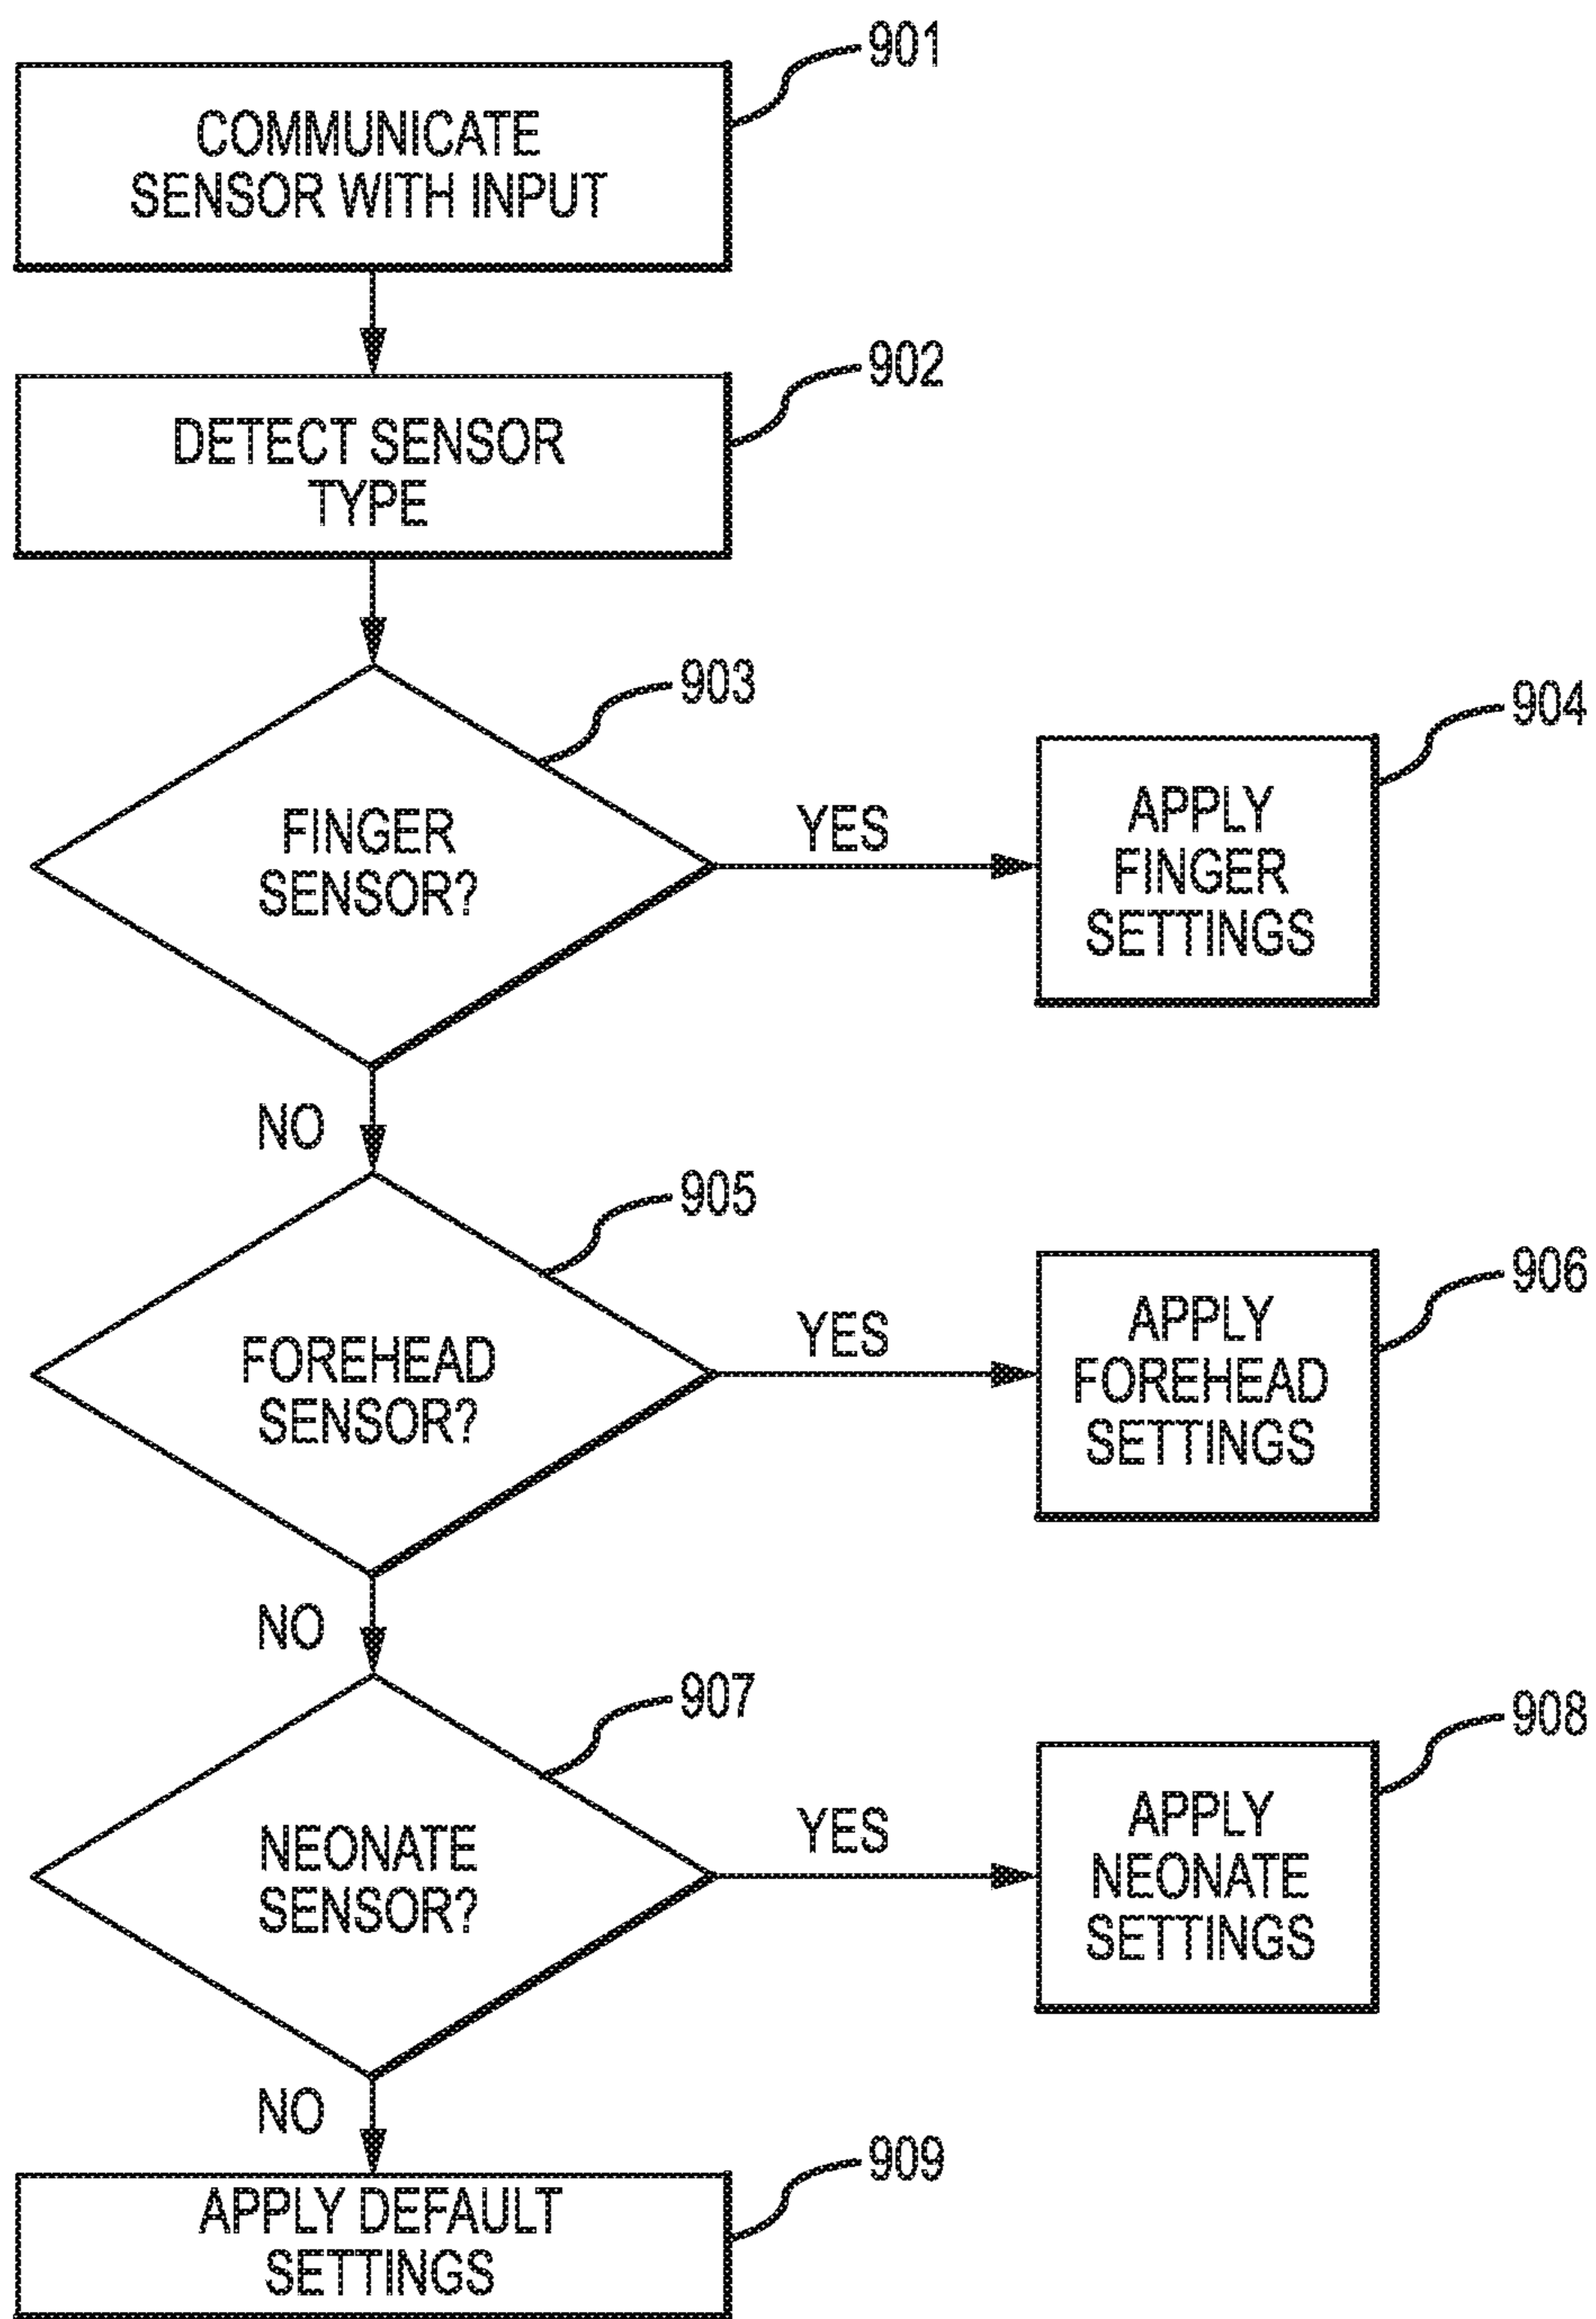 901
COMMUNICATE
SENSOR WITH INPUT
902
DETECT SENSOR
TYPE
903
FINGER
SENSOR?
YES
904
APPLY
FINGER
SETTINGS
NO
905
FOREHEAD
SENSOR?
YES
906
APPLY
FOREHEAD
SETTINGS
NO
907
NEONATE
SENSOR?
YES
908
APPLY
NEONATE
SETTINGS
NO
909
APPLY DEFAULT
SETTINGS